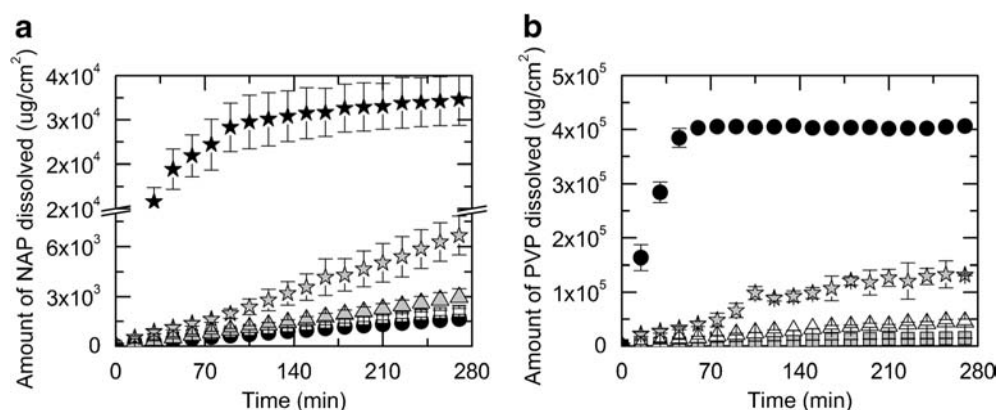 a
Amount of NAP dissolved (ug/cm²)
4x10⁴
3x10⁴
2x10⁴
2x10⁴
6x10³
3x10³
0
0 70 140 210 280
Time (min)
b
Amount of PVP dissolved (ug/cm²)
5x10⁵
4x10⁵
3x10⁵
2x10⁵
1x10⁵
0
0 70 140 210 280
Time (min)